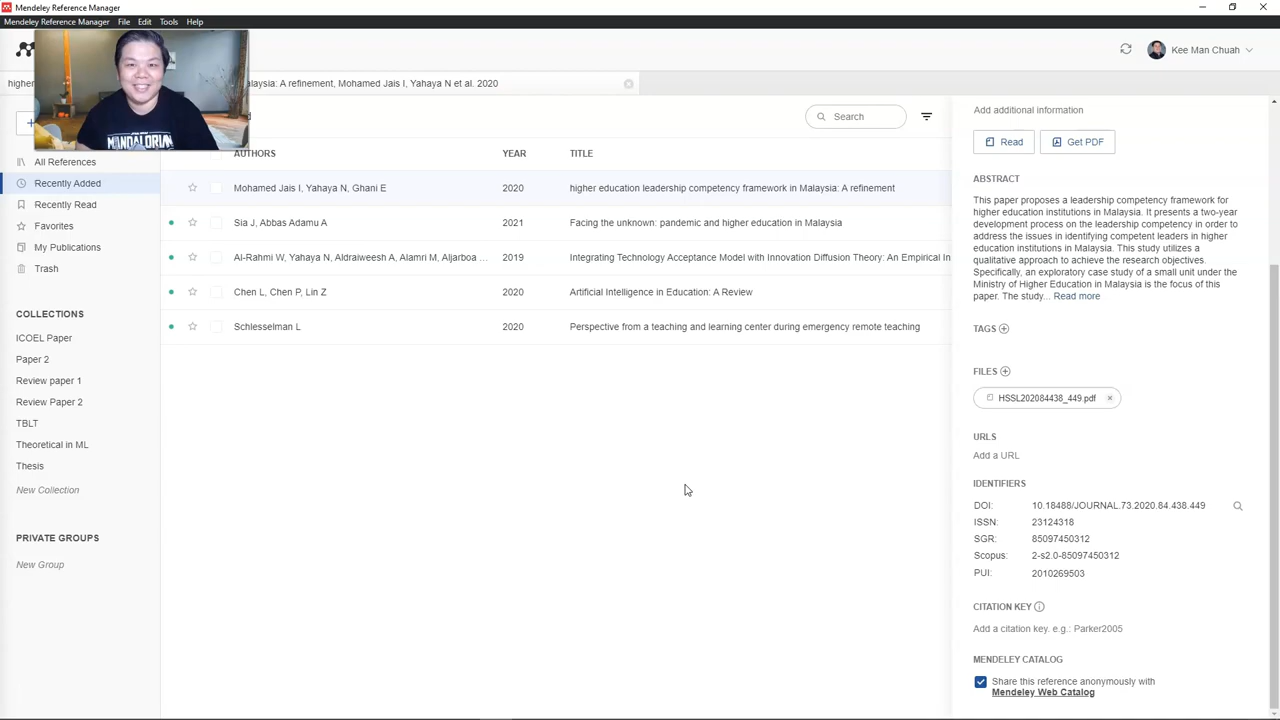 Mendeley Reference Manager
Mendeley Reference Manager File Edit Tools Help
Kee Man Chuah
higher
alaysia: A refinement, Mohamed Jais I, Yahaya N et al. 2020
THE
MANDALORIAN
+
Search
All References
Recently Added
Recently Read
Favorites
My Publications
Trash
COLLECTIONS
ICOEL Paper
Paper 2
Review paper 1
Review Paper 2
TBLT
Theoretical in ML
Thesis
New Collection
PRIVATE GROUPS
New Group
AUTHORS YEAR TITLE
Mohamed Jais I, Yahaya N, Ghani E 2020 higher education leadership competency framework in Malaysia: A refinement
Sia J, Abbas Adamu A 2021 Facing the unknown: pandemic and higher education in Malaysia
Al-Rahmi W, Yahaya N, Aldraiweesh A, Alamri M, Aljarboa ... 2019 Integrating Technology Acceptance Model with Innovation Diffusion Theory: An Empirical In
Chen L, Chen P, Lin Z 2020 Artificial Intelligence in Education: A Review
Schlesselman L 2020 Perspective from a teaching and learning center during emergency remote teaching
Add additional information
Read Get PDF
ABSTRACT
This paper proposes a leadership competency framework for
higher education institutions in Malaysia. It presents a two-year
development process on the leadership competency in order to
address the issues in identifying competent leaders in higher
education institutions in Malaysia. This study utilizes a
qualitative approach to achieve the research objectives.
Specifically, an exploratory case study of a small unit under the
Ministry of Higher Education in Malaysia is the focus of this
paper. The study... Read more
TAGS
FILES
HSSL202084438_449.pdf
URLS
Add a URL
IDENTIFIERS
DOI: 10.18488/JOURNAL.73.2020.84.438.449
ISSN: 23124318
SGR: 85097450312
Scopus: 2-s2.0-85097450312
PUI: 2010269503
CITATION KEY
Add a citation key. e.g.: Parker2005
MENDELEY CATALOG
Share this reference anonymously with
Mendeley Web Catalog